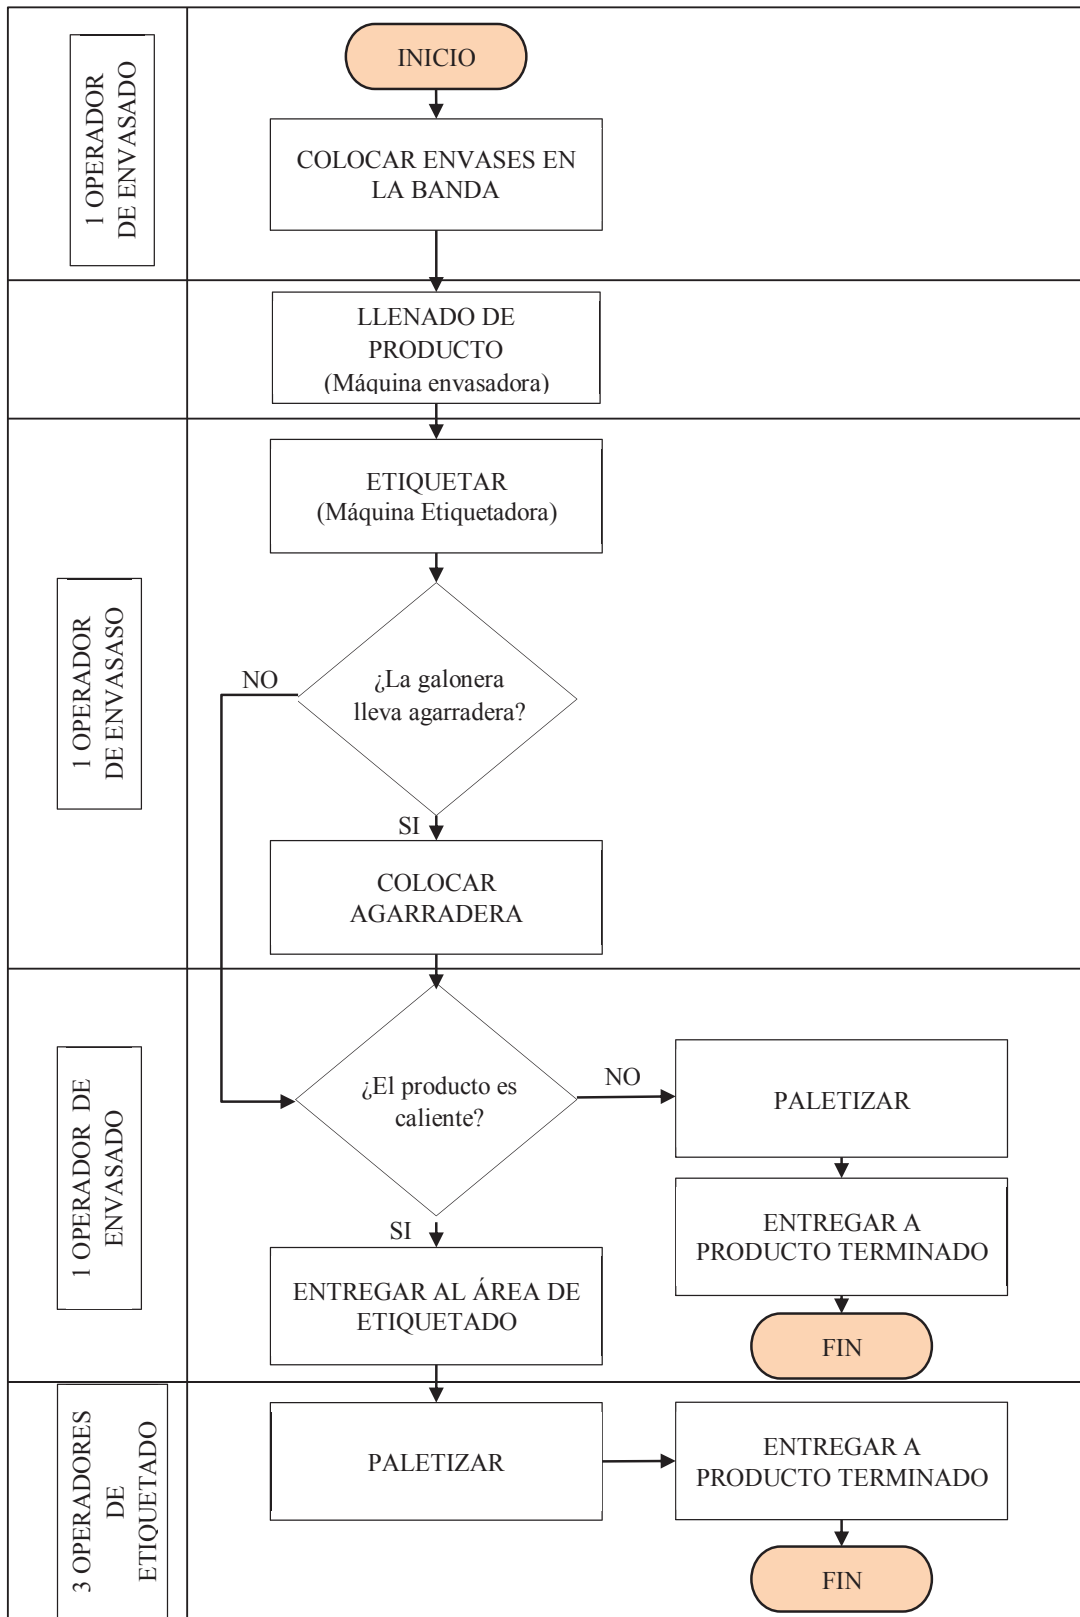 1 OPERADOR
DE ENVASADO
INICIO
COLOCAR ENVASES EN
LA BANDA
LLENADO DE
PRODUCTO
(Máquina envasadora)
1 OPERADOR
DE ENVASASO
ETIQUETAR
(Máquina Etiquetadora)
¿La galonera
lleva agarradera?
NO
SI
COLOCAR
AGARRADERA
1 OPERADOR DE
ENVASADO
¿El producto es
caliente?
NO
PALETIZAR
ENTREGAR A
PRODUCTO TERMINADO
FIN
SI
ENTREGAR AL ÁREA DE
ETIQUETADO
3 OPERADORES
DE
ETIQUETADO
PALETIZAR
ENTREGAR A
PRODUCTO TERMINADO
FIN